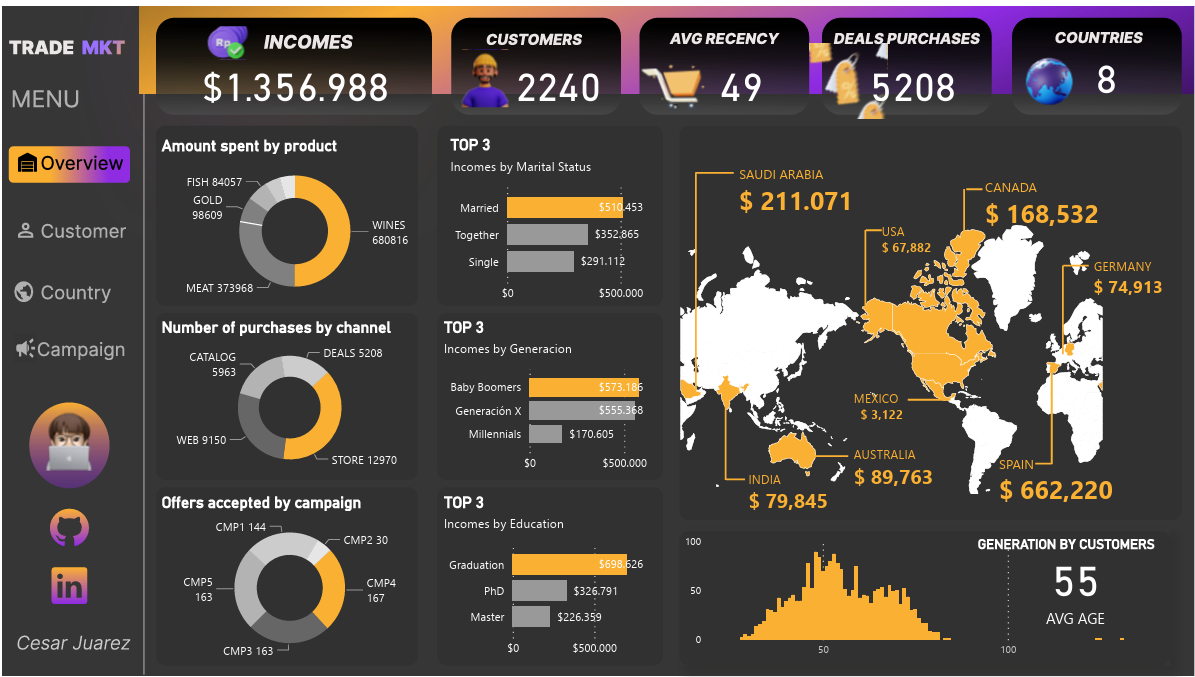 TRADE MKT
MENU
Overview
Customer
Country
Campaign
Cesar Juarez
Rp
INCOMES
$1.356.988
CUSTOMERS
2240
AVG RECENCY
49
DEALS PURCHASES
5208
COUNTRIES
8
Amount spent by product
FISH 84057
GOLD
98609
WINES
680816
MEAT 373968
Number of purchases by channel
CATALOG
5963
DEALS 5208
WEB 9150
STORE 12970
Offers accepted by campaign
CMP1 144
CMP2 30
CMP5
163
CMP4
167
CMP3 163
TOP 3
Incomes by Marital Status
Married $510.453
Together $352.865
Single $291.112
$0 $500.000
TOP 3
Incomes by Generacion
Baby Boomers $573.186
Generación X $555.368
Millennials $170.605
$0 $500.000
TOP 3
Incomes by Education
Graduation $698.626
PhD $326.791
Master $226.359
$0 $500.000
SAUDI ARABIA
$ 211.071
CANADA
$ 168,532
USA
$ 67,882
GERMANY
$ 74,913
MEXICO
$ 3,122
AUSTRALIA
$ 89,763
INDIA
$ 79,845
SPAIN
$ 662,220
GENERATION BY CUSTOMERS
55
AVG AGE
100
50
0
50 100
in